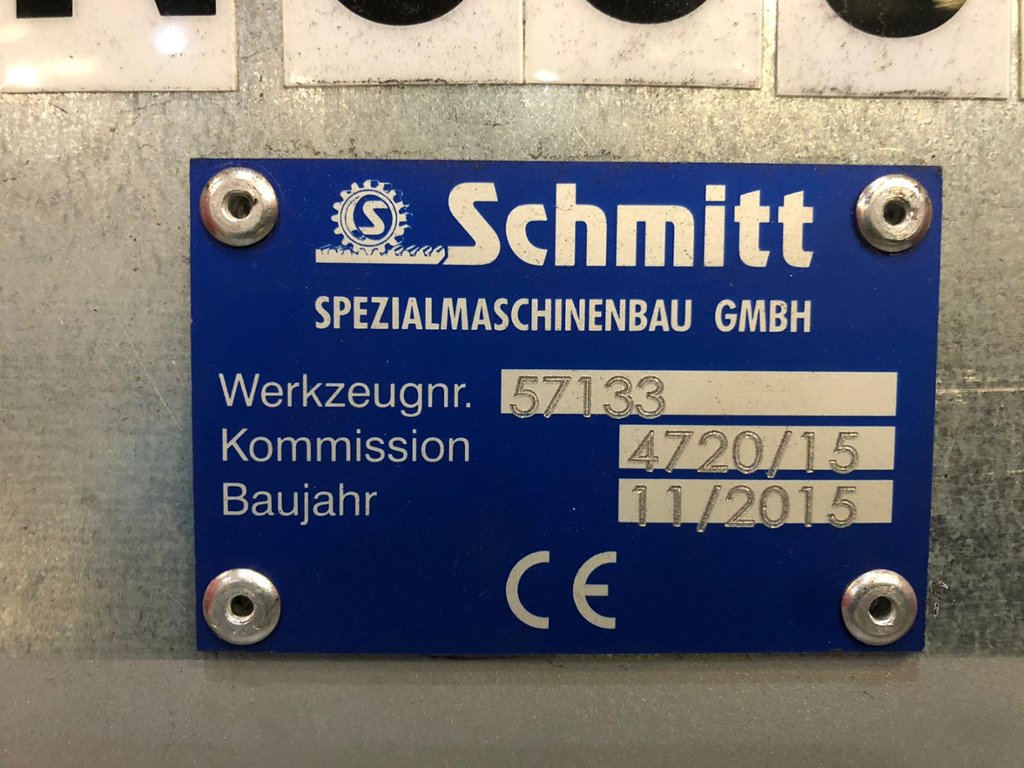 S Schmitt
SPEZIALMASCHINENBAU GMBH
Werkzeugnr. 57133
Kommission 4720/15
Baujahr 11/2015
CE